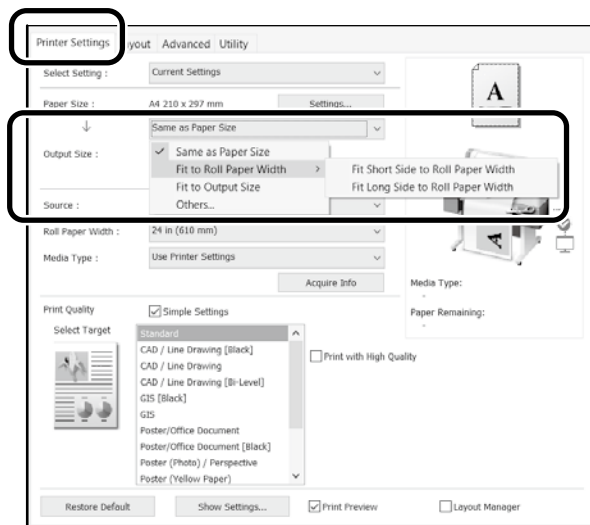 Printer Settings yout Advanced Utility
Select Setting : Current Settings
Paper Size : A4 210 x 297 mm Settings...
A
Same as Paper Size
Output Size :
Same as Paper Size
Fit to Roll Paper Width
Fit to Output Size
Others...
Fit Short Side to Roll Paper Width
Fit Long Side to Roll Paper Width
Source :
Roll Paper Width : 24 in (610 mm)
A
Media Type : Use Printer Settings
Acquire Info
Media Type:
-
Paper Remaining:
-
Print Quality Simple Settings
Select Target
Standard
CAD / Line Drawing [Black]
CAD / Line Drawing
CAD / Line Drawing [Bi-Level]
GIS [Black]
GIS
Poster/Office Document
Poster/Office Document [Black]
Poster (Photo) / Perspective
Poster (Yellow Paper)
Print with High Quality
Restore Default Show Settings... Print Preview Layout Manager